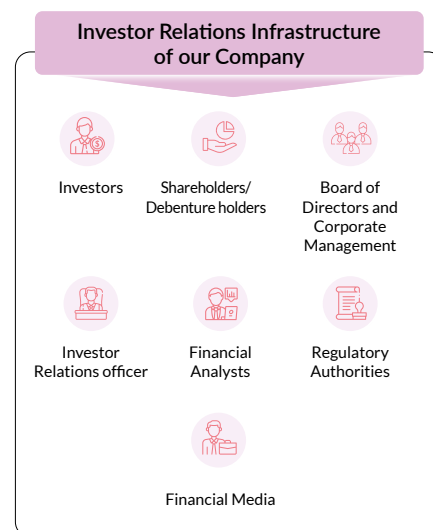 Investor Relations Infrastructure
of our Company
Investors
Shareholders/
Debenture holders
Board of
Directors and
Corporate
Management
Investor
Relations officer
Financial
Analysts
Regulatory
Authorities
Financial Media